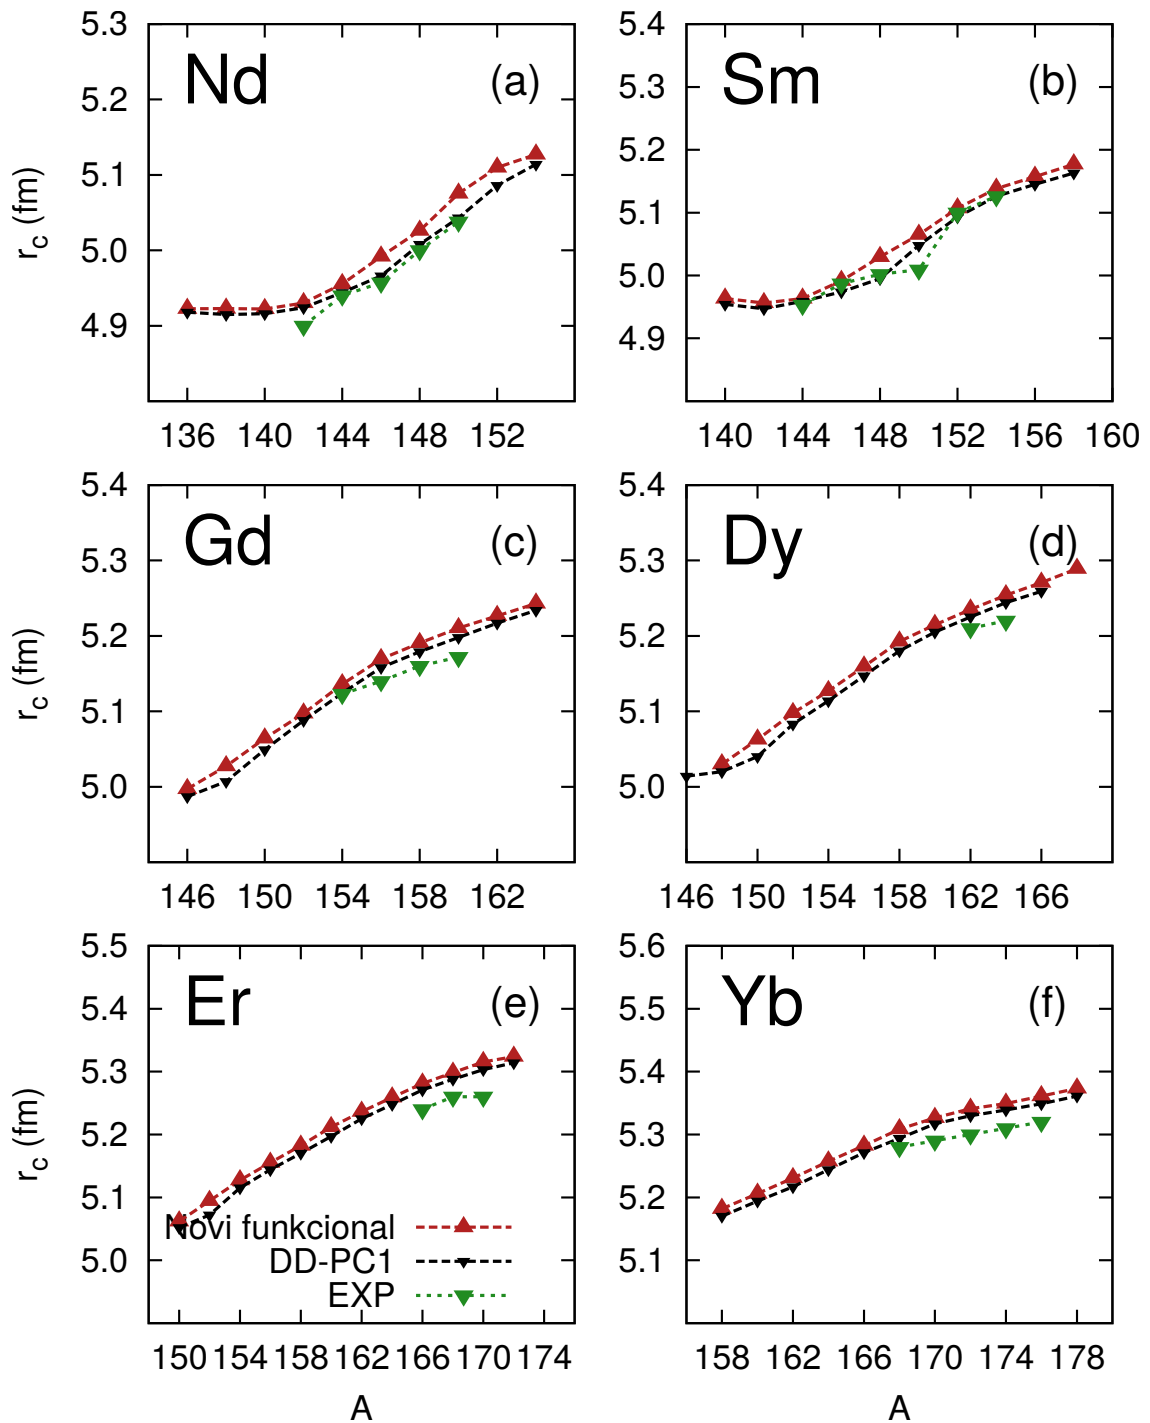 5.3
5.2
5.1
5.0
4.9
r_c (fm)
Nd
(a)
136 140 144 148 152
5.4
5.3
5.2
5.1
5.0
4.9
Sm
(b)
140 144 148 152 156 160
5.4
5.3
5.2
5.1
5.0
r_c (fm)
Gd
(c)
146 150 154 158 162
5.4
5.3
5.2
5.1
5.0
Dy
(d)
146 150 154 158 162 166
5.5
5.4
5.3
5.2
5.1
5.0
r_c (fm)
Er
(e)
Novi funkcional
DD-PC1
EXP
150 154 158 162 166 170 174
A
5.6
5.5
5.4
5.3
5.2
5.1
Yb
(f)
158 162 166 170 174 178
A